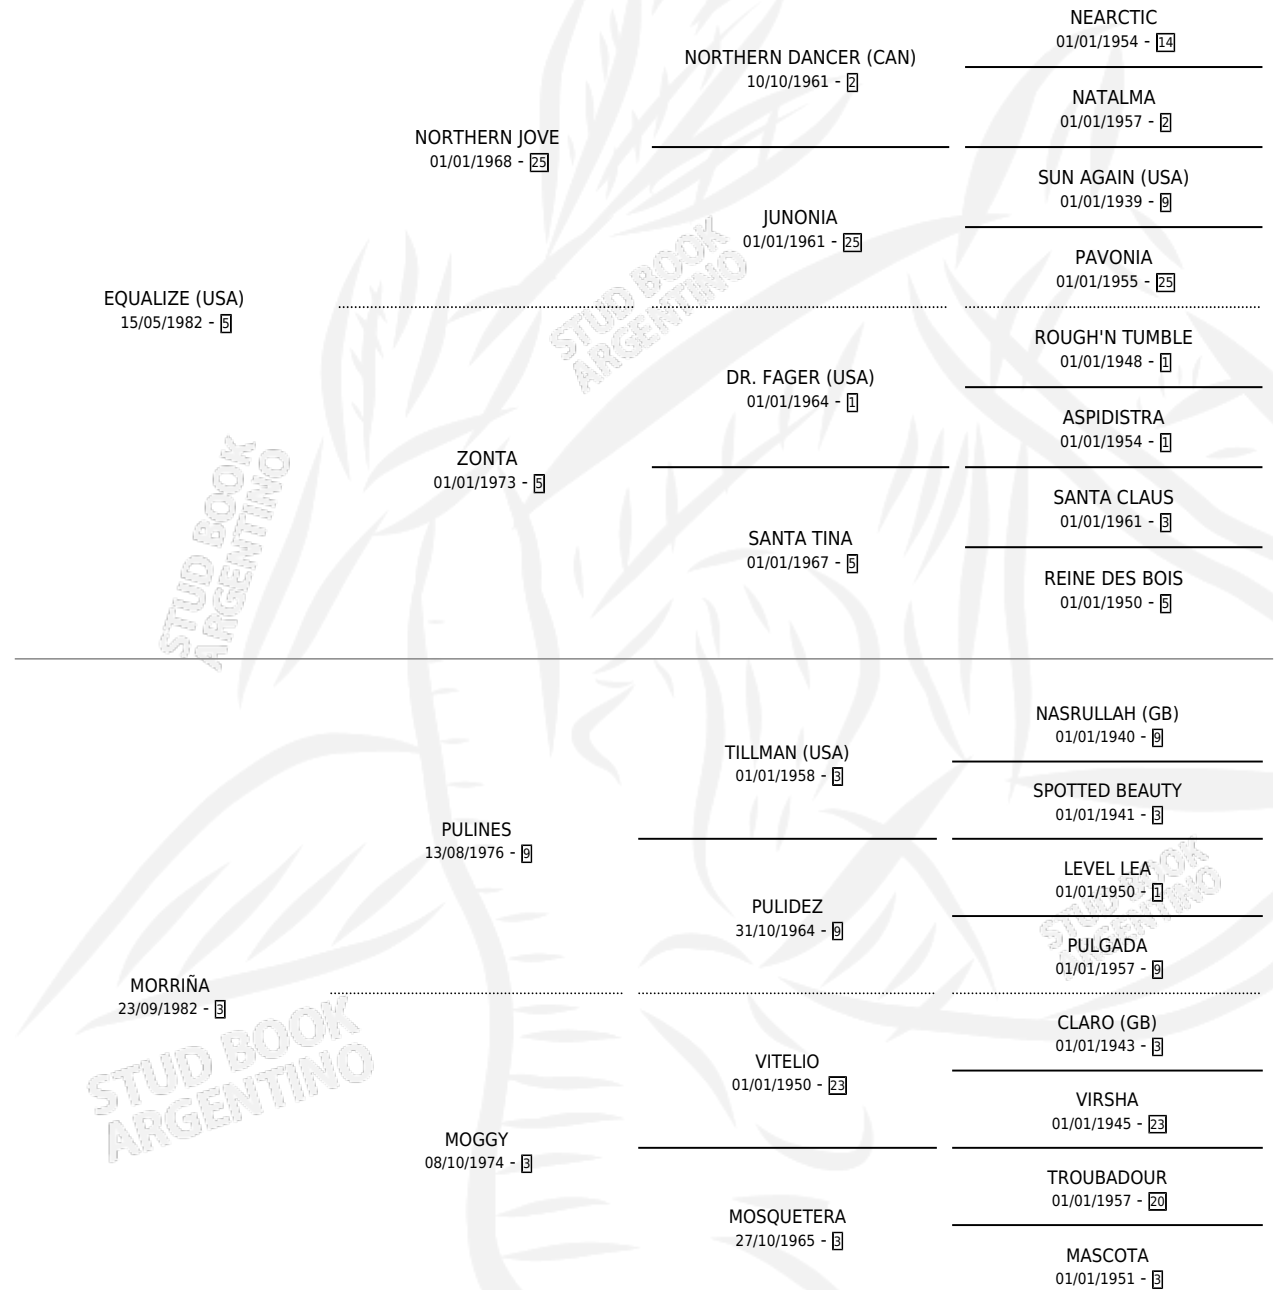 NEARCTIC
01/01/1954 - 14
NORTHERN DANCER (CAN)
10/10/1961 - 2
NATALMA
01/01/1957 - 2
NORTHERN JOVE
01/01/1968 - 25
SUN AGAIN (USA)
01/01/1939 - 9
JUNONIA
01/01/1961 - 25
PAVONIA
01/01/1955 - 25
EQUALIZE (USA)
15/05/1982 - 5
STUD BOOK
ARGENTINO
ROUGH'N TUMBLE
01/01/1948 - 1
DR. FAGER (USA)
01/01/1964 - 1
ASPIDISTRA
01/01/1954 - 1
ZONTA
01/01/1973 - 5
SANTA CLAUS
01/01/1961 - 3
SANTA TINA
01/01/1967 - 5
REINE DES BOIS
01/01/1950 - 5
STUD BOOK
ARGENTINO
NASRULLAH (GB)
01/01/1940 - 9
TILLMAN (USA)
01/01/1958 - 3
SPOTTED BEAUTY
01/01/1941 - 3
PULINES
13/08/1976 - 9
LEVEL LEA
01/01/1950 - 1
PULIDEZ
31/10/1964 - 9
PULGADA
01/01/1957 - 9
STUD BOOK
ARGENTINO
MORRIÑA
23/09/1982 - 3
CLARO (GB)
01/01/1943 - 3
VITELIO
01/01/1950 - 23
VIRSHA
01/01/1945 - 23
MOGGY
08/10/1974 - 3
TROUBADOUR
01/01/1957 - 20
MOSQUETERA
27/10/1965 - 3
MASCOTA
01/01/1951 - 3
STUD BOOK
ARGENTINO